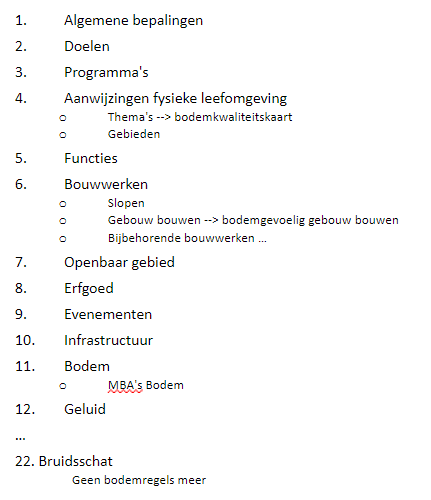 1. Algemene bepalingen
2. Doelen
3. Programma's
4. Aanwijzingen fysieke leefomgeving
o Thema's --> bodemkwaliteitskaart
o Gebieden
5. Functies
6. Bouwwerken
o Slopen
o Gebouw bouwen --> bodemgevoelig gebouw bouwen
o Bijbehorende bouwwerken ...
7. Openbaar gebied
8. Erfgoed
9. Evenementen
10. Infrastructuur
11. Bodem
o MBA's Bodem
12. Geluid
...
22. Bruidsschat
Geen bodemregels meer